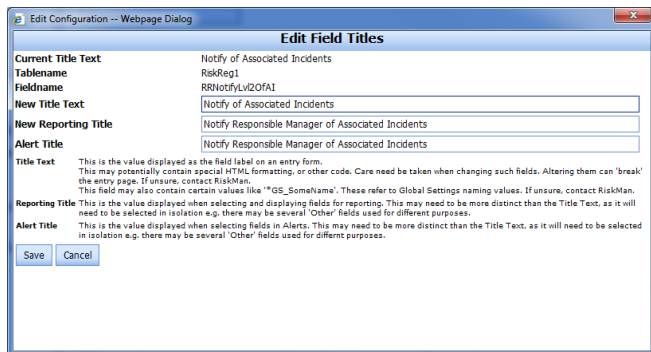 Edit Configuration -- Webpage Dialog
x
Edit Field Titles
Current Title Text Notify of Associated Incidents
Tablename RiskReg1
Fieldname RRNotifyLvl2OfAI
New Title Text Notify of Associated Incidents
New Reporting Title Notify Responsible Manager of Associated Incidents
Alert Title Notify Responsible Manager of Associated Incidents
Title Text This is the value displayed as the field label on an entry form.
This may potentially contain special HTML formatting, or other code. Care need be taken when changing such fields. Altering them can 'break'
the entry page. If unsure, contact RiskMan.
This field may also contain certain values like '*GS_SomeName'. These refer to Global Settings naming values. If unsure, contact RiskMan.
Reporting Title This is the value displayed when selecting and displaying fields for reporting. This may need to be more distinct than the Title Text, as it will
need to be selected in isolation e.g. there may be several 'Other' fields used for different purposes.
Alert Title This is the value displayed when selecting fields in Alerts. This may need to be more distinct than the Title Text, as it will need to be selected
in isolation e.g. there may be several 'Other' fields used for differnt purposes.
Save Cancel